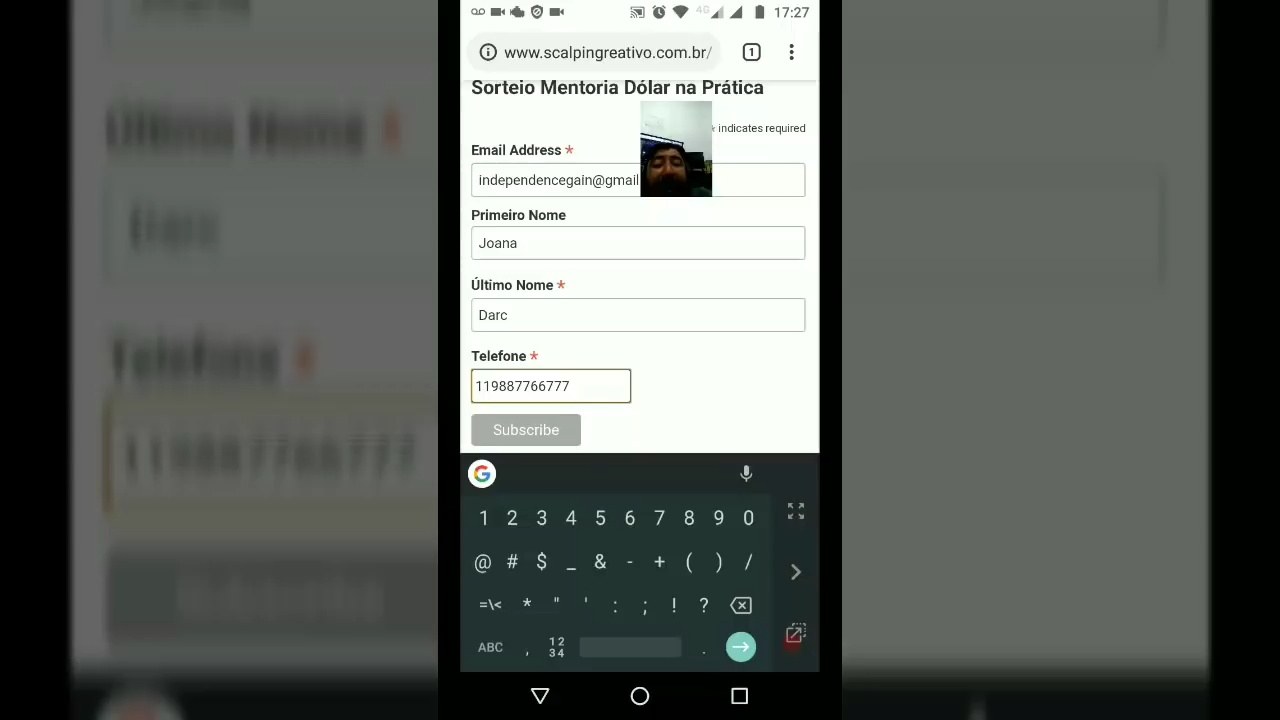 4G 17:27
www.scalpingreativo.com.br/ 1
Sorteio Mentoria Dólar na Prática
* indicates required
Email Address *
independencegain@gmail
Primeiro Nome
Joana
Último Nome *
Darc
Telefone *
119887766777
Subscribe
G
1 2 3 4 5 6 7 8 9 0
@ # $ _ & - + ( ) /
=\< * " ' : ; ! ?
ABC , 12 34 .